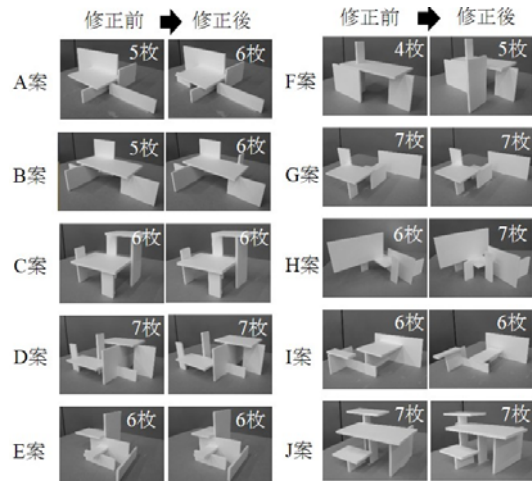 修正前 修正後
A案 5枚 6枚
B案 5枚 6枚
C案 6枚 6枚
D案 7枚 7枚
E案 6枚 6枚
修正前 修正後
F案 4枚 5枚
G案 7枚 7枚
H案 6枚 7枚
I案 6枚 6枚
J案 7枚 7枚